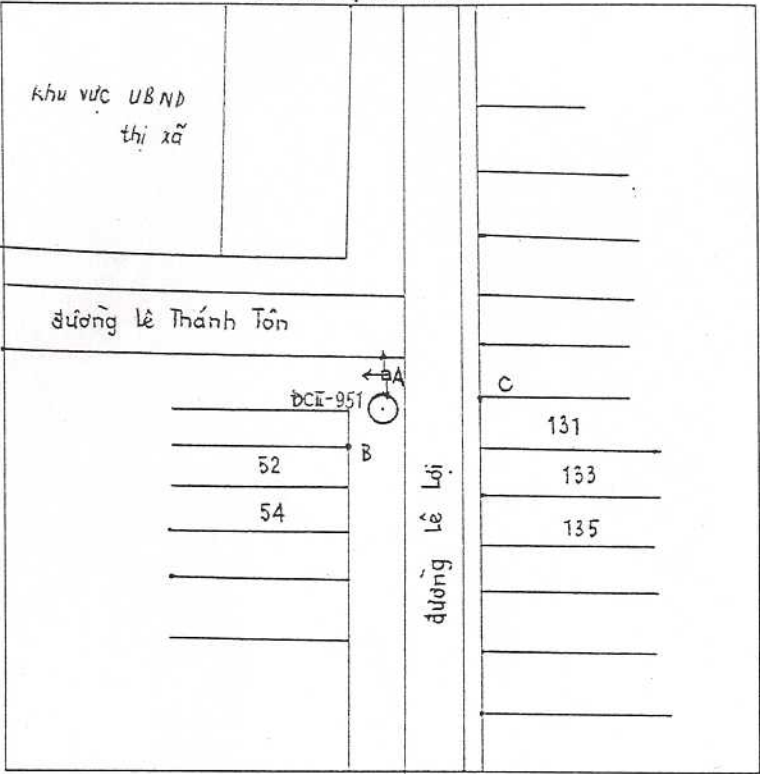 khu vực UBND
thị xã
đường Lê Thánh Tôn
A
ĐCII-951
C
B
131
52
133
54
135
đường Lê Lợi